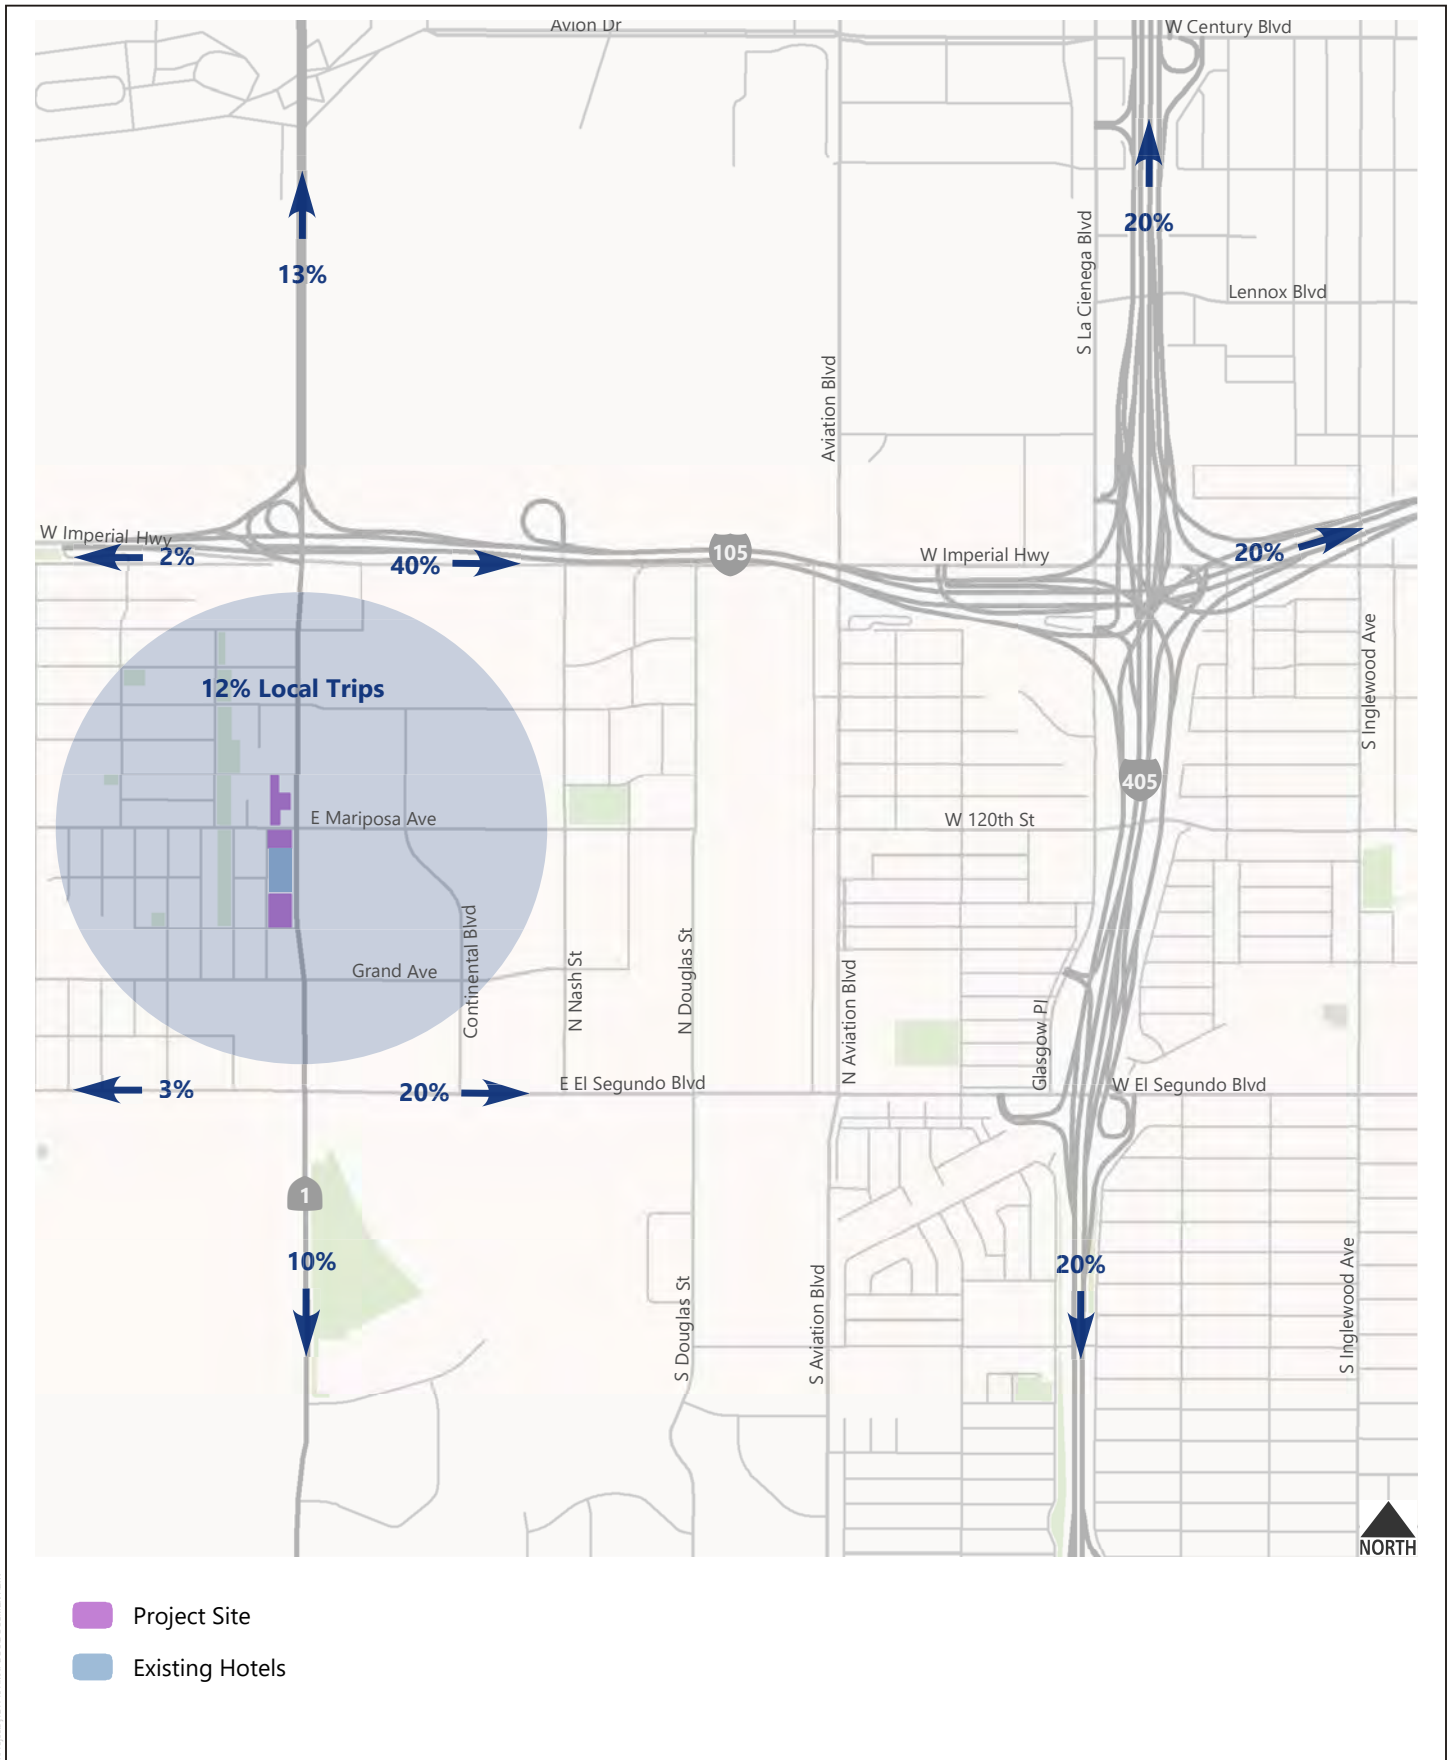 Avion Dr
W Century Blvd
20%
13%
S La Cienega Blvd
Lennox Blvd
Aviation Blvd
W Imperial Hwy
2%
40%
105
W Imperial Hwy
20%
S Inglewood Ave
12% Local Trips
405
E Mariposa Ave
W 120th St
Continental Blvd
Grand Ave
N Nash St
N Douglas St
N Aviation Blvd
Glasgow Pl
3%
20%
E El Segundo Blvd
W El Segundo Blvd
1
10%
20%
S Douglas St
S Aviation Blvd
S Inglewood Ave
NORTH
Project Site
Existing Hotels